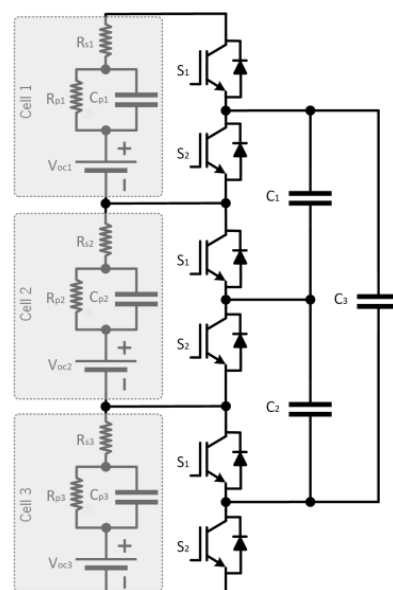 Cell 1
Rs1
Rp1
Cp1
Voc1
+
−
S1
S2
C1
Cell 2
Rs2
Rp2
Cp2
Voc2
+
−
S1
S2
C3
C2
Cell 3
Rs3
Rp3
Cp3
Voc3
+
−
S1
S2